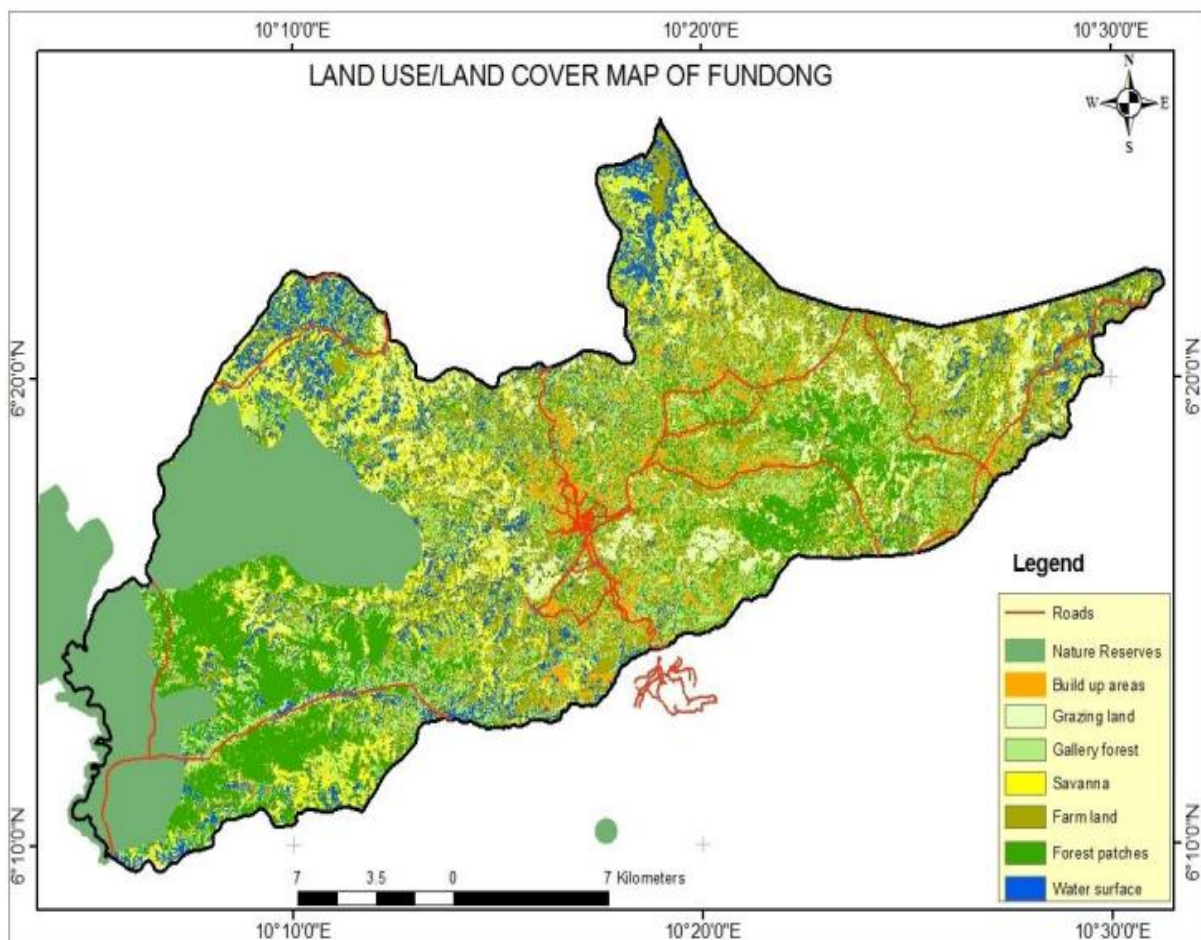 10°10'0"E 10°20'0"E 10°30'0"E
LAND USE/LAND COVER MAP OF FUNDONG
N
W E
S
6°20'0"N 6°20'0"N
Legend
Roads
Nature Reserves
Build up areas
Grazing land
Gallery forest
Savanna
Farm land
Forest patches
Water surface
6°10'0"N 6°10'0"N
7 3.5 0 7 Kilometers
10°10'0"E 10°20'0"E 10°30'0"E